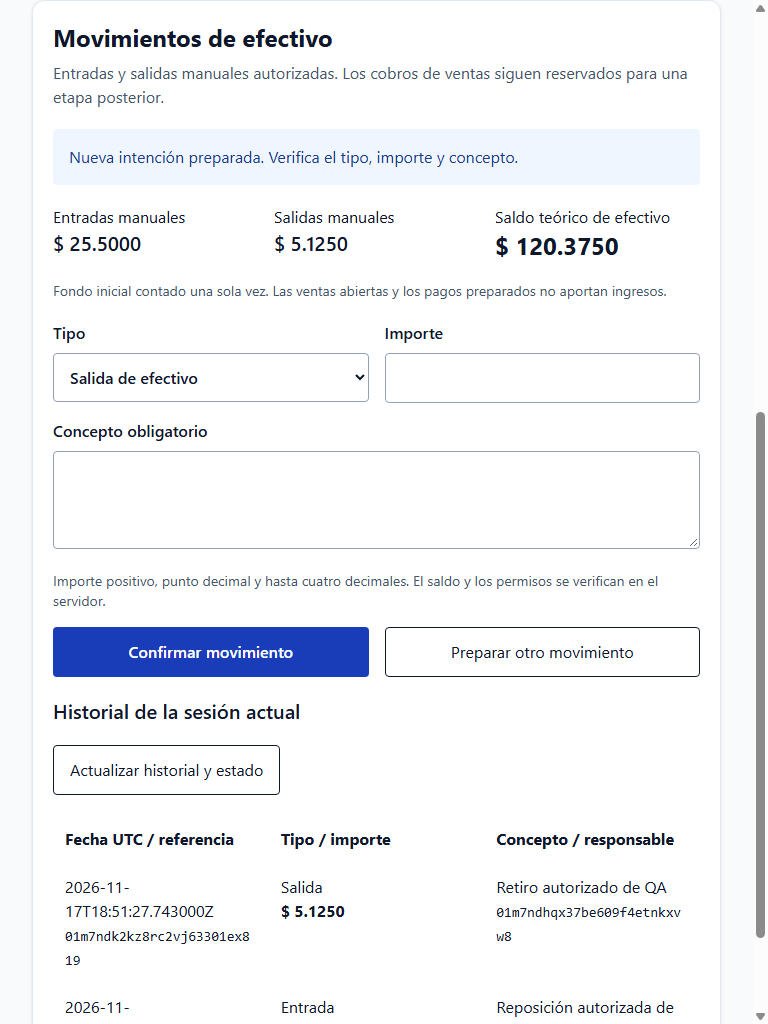 Movimientos de efectivo
Entradas y salidas manuales autorizadas. Los cobros de ventas siguen reservados para una
etapa posterior.
Nueva intención preparada. Verifica el tipo, importe y concepto.
Entradas manuales
$ 25.5000
Salidas manuales
$ 5.1250
Saldo teórico de efectivo
$ 120.3750
Fondo inicial contado una sola vez. Las ventas abiertas y los pagos preparados no aportan ingresos.
Tipo
Importe
Salida de efectivo
Concepto obligatorio
Importe positivo, punto decimal y hasta cuatro decimales. El saldo y los permisos se verifican en el
servidor.
Confirmar movimiento
Preparar otro movimiento
Historial de la sesión actual
Actualizar historial y estado
Fecha UTC / referencia
Tipo / importe
Concepto / responsable
2026-11-
17T18:51:27.743000Z
01m7ndk2kz8rc2vj63301ex8
19
Salida
$ 5.1250
Retiro autorizado de QA
01m7ndhqx37be609f4etnkxv
w8
2026-11-
Entrada
Reposición autorizada de